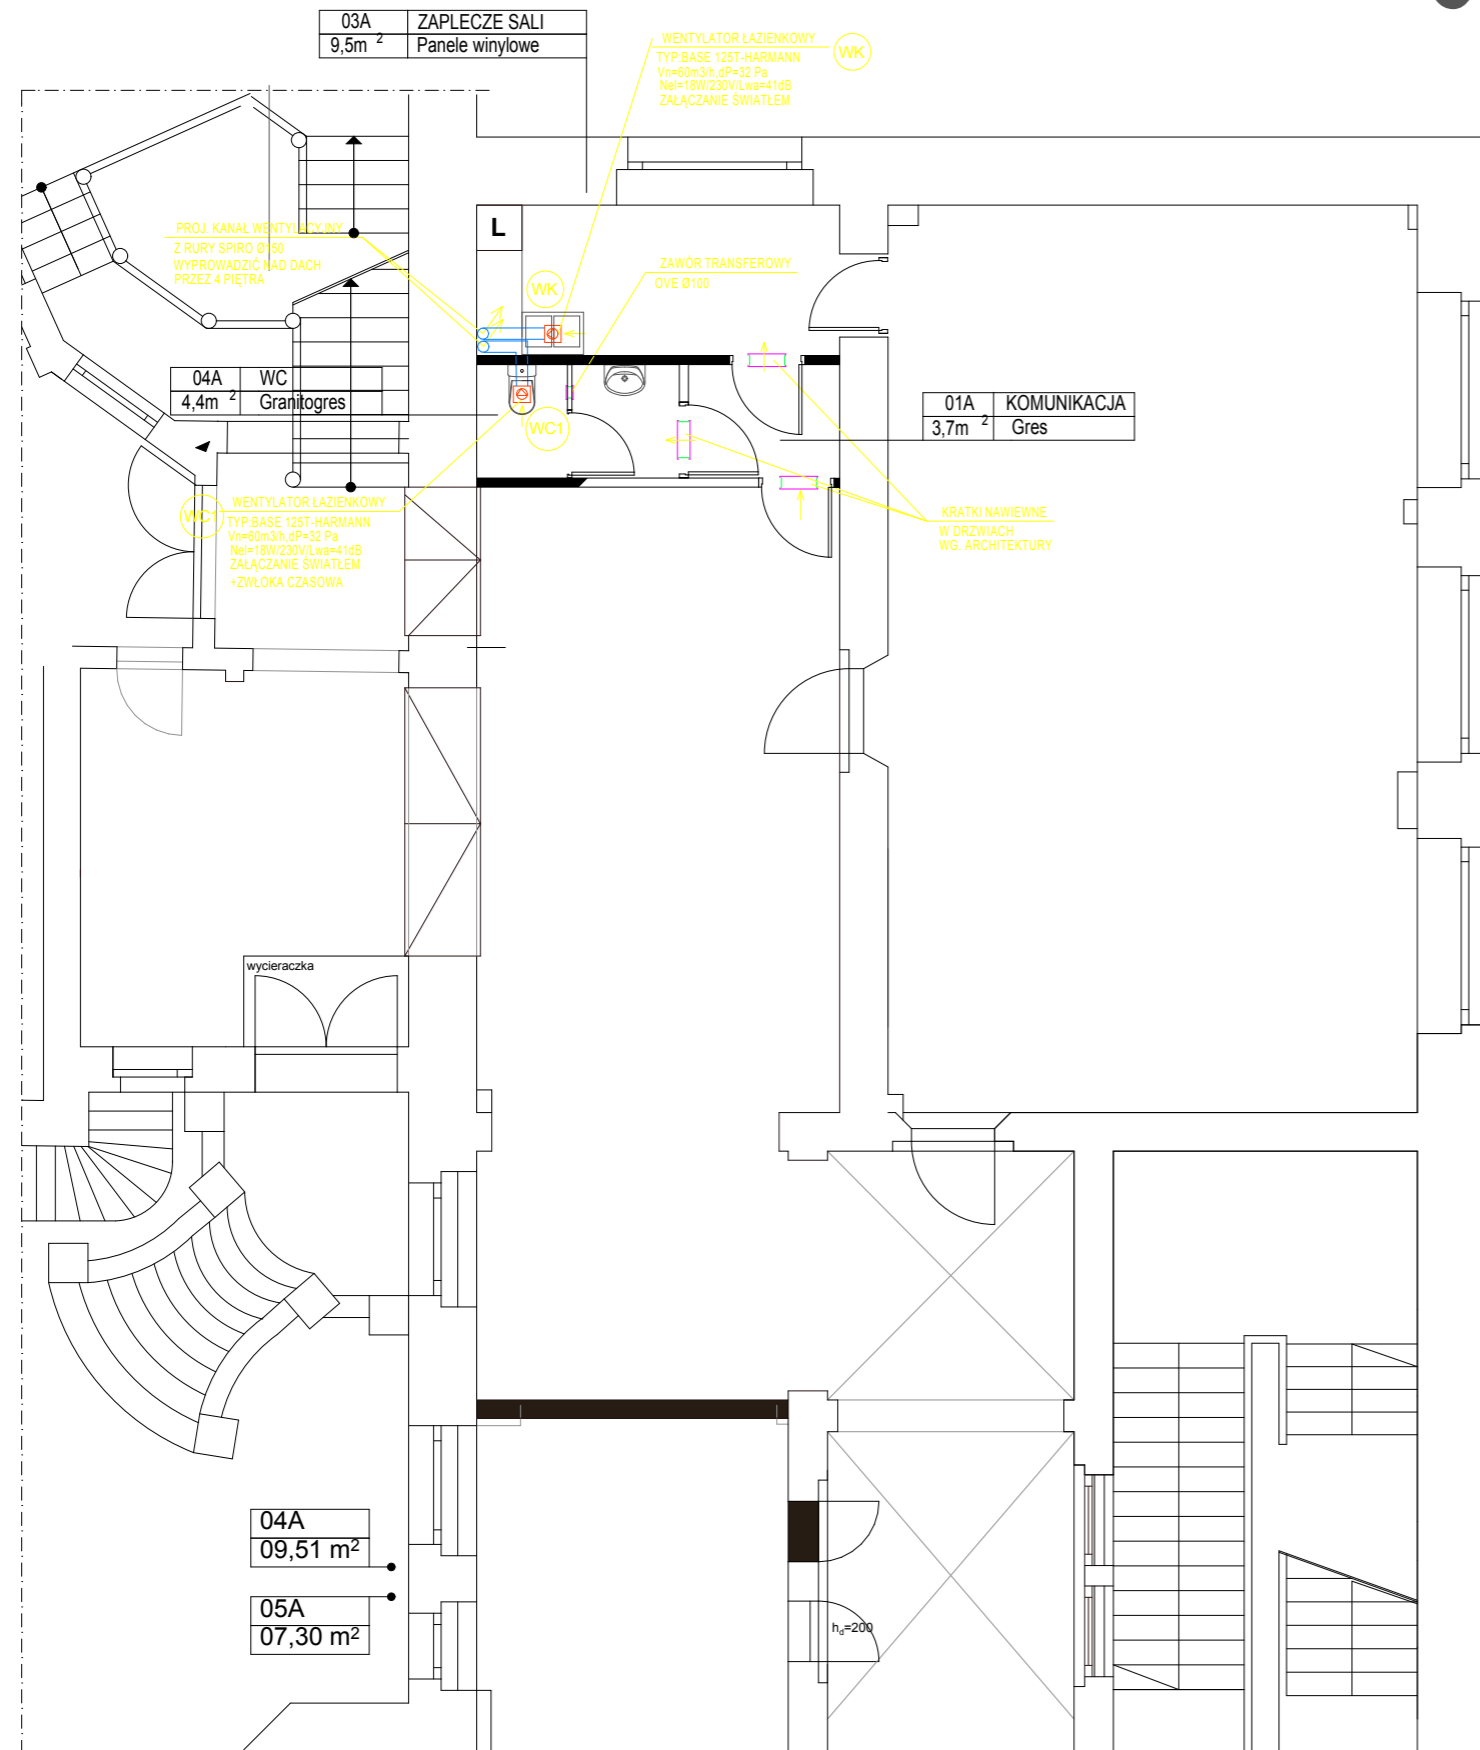 03A ZAPLECZE SALI
9,5m 2 Panele winylowe
WENTYLATOR ŁAZIENKOWY
TYP:BASE 125T-HARMANN
Vn=60m3/h,dP=32 Pa
Nel=18W/230V/Lwa=41dB
ZAŁĄCZANIE ŚWIATŁEM
WK
PROJ. KANAŁ WENTYLACYJNY
Z RURY SPIRO Ø160
WYPROWADZIĆ NAD DACH
PRZEZ 4 PIĘTRA
L
WK
ZAWÓR TRANSFEROWY
OVE Ø100
04A WC
4,4m 2 Granitogres
01A KOMUNIKACJA
3,7m 2 Gres
WC1
WC1
WENTYLATOR ŁAZIENKOWY
TYP:BASE 125T-HARMANN
Vn=60m3/h,dP=32 Pa
Nel=18W/230V/Lwa=41dB
ZAŁĄCZANIE ŚWIATŁEM
+ZWŁOKA CZASOWA
KRATKI NAWIEWNE
W DRZWIACH
WG. ARCHITEKTURY
wycieraczka
04A
09,51 m²
05A
07,30 m²
hd=200